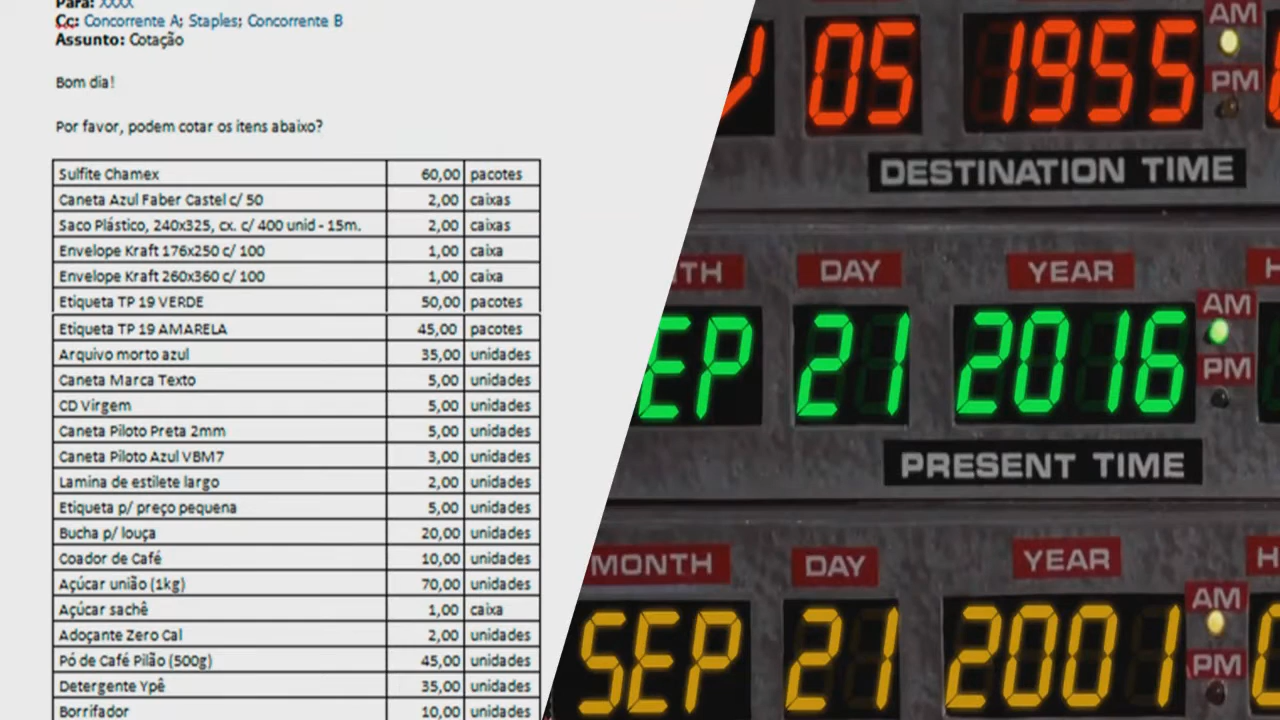 Para: XXXX
Cc: Concorrente A; Staples; Concorrente B
Assunto: Cotação
Bom dia!
Por favor, podem cotar os itens abaixo?
Sulfite Chamex 60,00 pacotes
Caneta Azul Faber Castel c/ 50 2,00 caixas
Saco Plástico, 240x325, cx. c/ 400 unid - 15m. 2,00 caixas
Envelope Kraft 176x250 c/ 100 1,00 caixa
Envelope Kraft 260x360 c/ 100 1,00 caixa
Etiqueta TP 19 VERDE 50,00 pacotes
Etiqueta TP 19 AMARELA 45,00 pacotes
Arquivo morto azul 35,00 unidades
Caneta Marca Texto 5,00 unidades
CD Virgem 5,00 unidades
Caneta Piloto Preta 2mm 5,00 unidades
Caneta Piloto Azul VBM7 3,00 unidades
Lamina de estilete largo 2,00 unidades
Etiqueta p/ preço pequena 5,00 unidades
Bucha p/ louça 20,00 unidades
Coador de Café 10,00 unidades
Açúcar união (1kg) 70,00 unidades
Açúcar sachê 1,00 caixa
Adoçante Zero Cal 2,00 unidades
Pó de Café Pilão (500g) 45,00 unidades
Detergente Ypê 35,00 unidades
Borrifador 10,00 unidades
AM
05 1955
PM
DESTINATION TIME
TH DAY YEAR H
AM
EP 21 2016
PM
PRESENT TIME
MONTH DAY YEAR H
AM
SEP 21 2001
PM